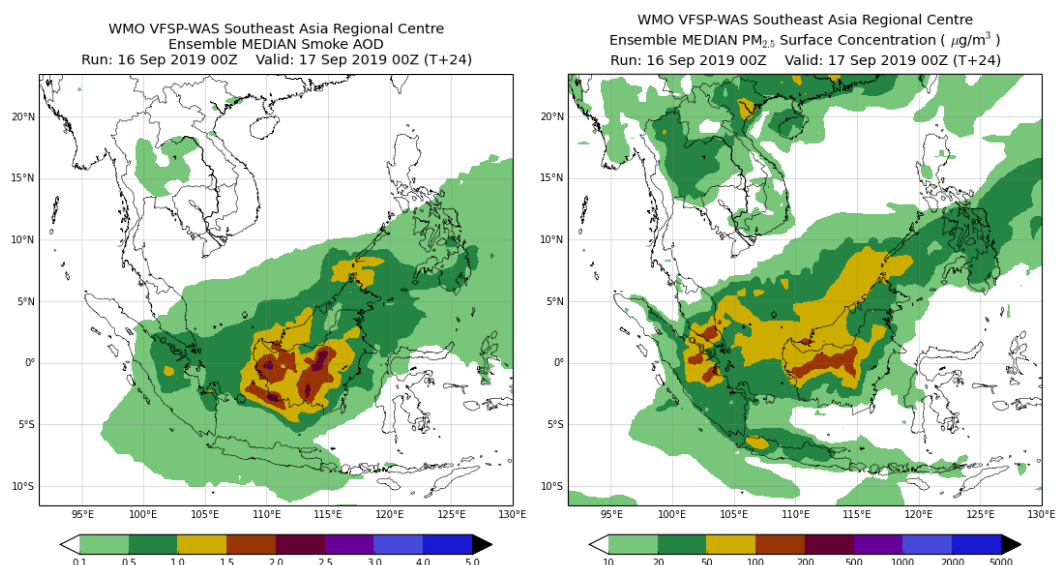 WMO VFSP-WAS Southeast Asia Regional Centre
Ensemble MEDIAN Smoke AOD
Run: 16 Sep 2019 00Z Valid: 17 Sep 2019 00Z (T+24)
20°N
15°N
10°N
5°N
0°
5°S
10°S
95°E 100°E 105°E 110°E 115°E 120°E 125°E 130°E
0.1 0.5 1.0 1.5 2.0 2.5 3.0 4.0 5.0
WMO VFSP-WAS Southeast Asia Regional Centre
Ensemble MEDIAN PM2.5 Surface Concentration ( μg/m³ )
Run: 16 Sep 2019 00Z Valid: 17 Sep 2019 00Z (T+24)
20°N
15°N
10°N
5°N
0°
5°S
10°S
95°E 100°E 105°E 110°E 115°E 120°E 125°E 130°E
10 20 50 100 200 500 1000 2000 5000